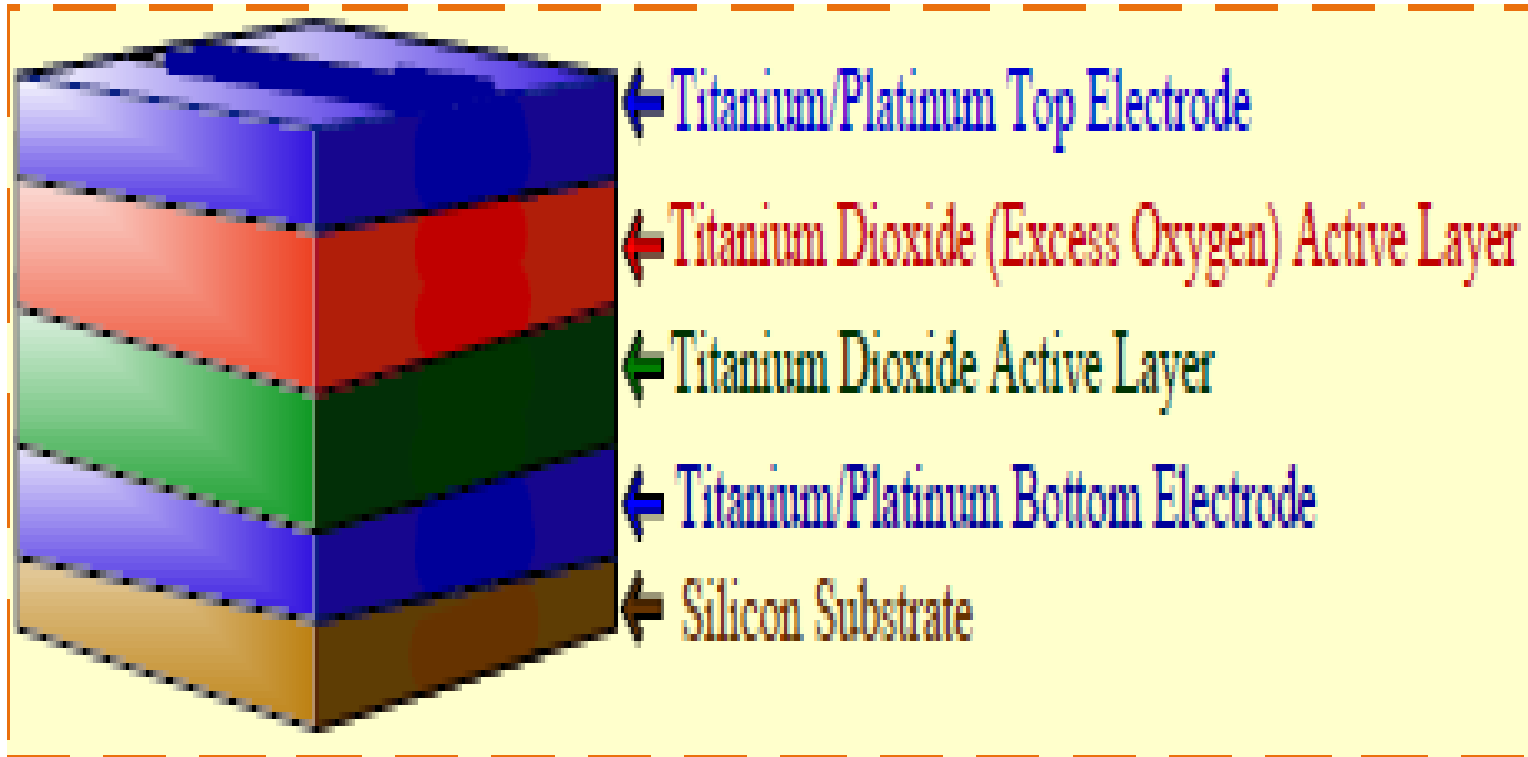 Titanium/Platinum Top Electrode
Titanium Dioxide (Excess Oxygen) Active Layer
Titanium Dioxide Active Layer
Titanium/Platinum Bottom Electrode
Silicon Substrate